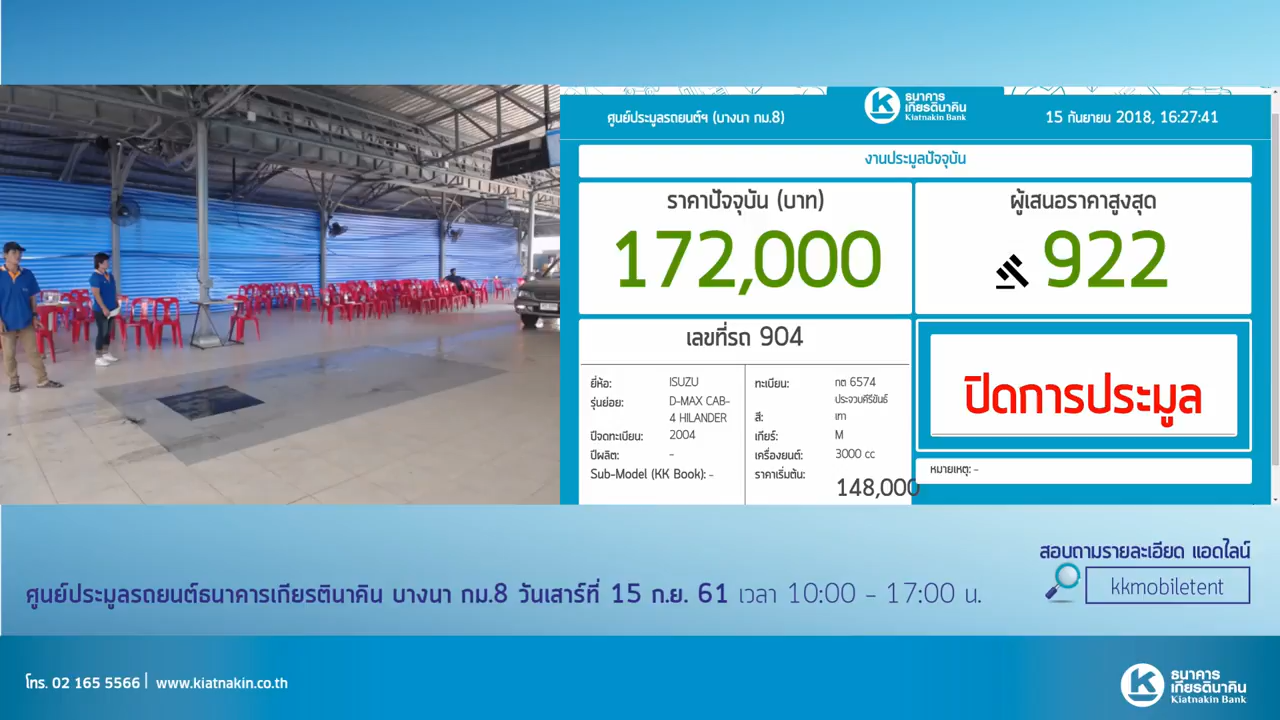 ศูนย์ประมูลรถยนต์ฯ (บางนา กม.8)
ธนาคาร
เกียรตินาคิน
Kiatnakin Bank
15 กันยายน 2018, 16:27:41
งานประมูลปัจจุบัน
ราคาปัจจุบัน (บาท)
172,000
ผู้เสนอราคาสูงสุด
922
เลขที่รถ 904
ยี่ห้อ: ISUZU
รุ่นย่อย: D-MAX CAB-
4 HILANDER
ปีจดทะเบียน: 2004
ปีผลิต: -
Sub-Model (KK Book): -
ทะเบียน: กต 6574
ประจวบคีรีขันธ์
สี: เทา
เกียร์: M
เครื่องยนต์: 3000 cc
ราคาเริ่มต้น: 148,000
ปิดการประมูล
หมายเหตุ: -
สอบถามรายละเอียด แอดไลน์
kkmobiletent
ศูนย์ประมูลรถยนต์ธนาคารเกียรตินาคิน บางนา กม.8 วันเสาร์ที่ 15 ก.ย. 61 เวลา 10:00 - 17:00 น.
โทร. 02 165 5566 | www.kiatnakin.co.th
ธนาคาร
เกียรตินาคิน
Kiatnakin Bank